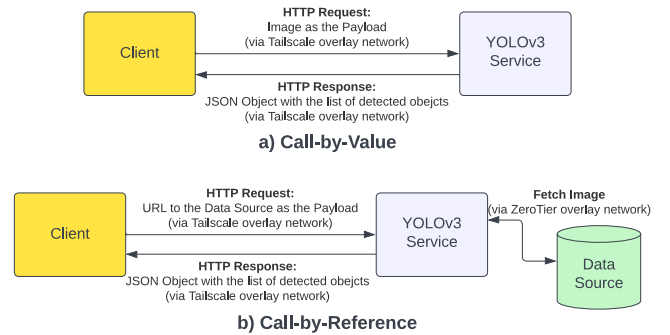 HTTP Request:
Image as the Payload
(via Tailscale overlay network)
Client
YOLOv3
Service
HTTP Response:
JSON Object with the list of detected obejcts
(via Tailscale overlay network)
a) Call-by-Value
HTTP Request:
URL to the Data Source as the Payload
(via Tailscale overlay network)
Client
YOLOv3
Service
Fetch Image
(via ZeroTier overlay network)
HTTP Response:
JSON Object with the list of detected obejcts
(via Tailscale overlay network)
Data
Source
b) Call-by-Reference